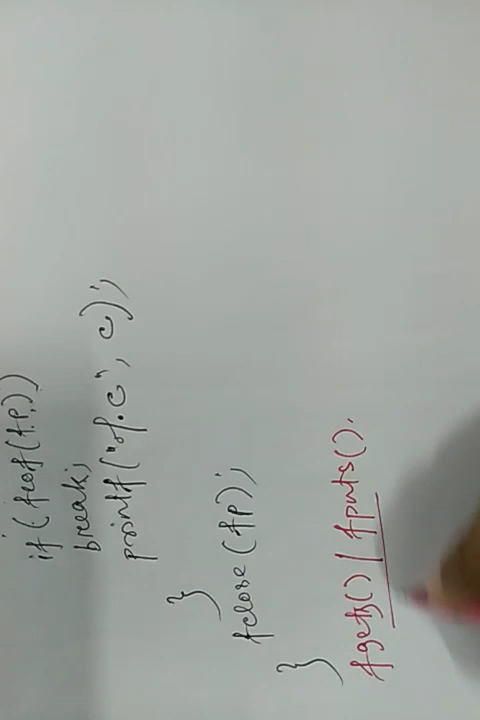 if (feof(fp))
break;
printf("%c", c);
}
fclose(fp);
}
fgets() | fputs().